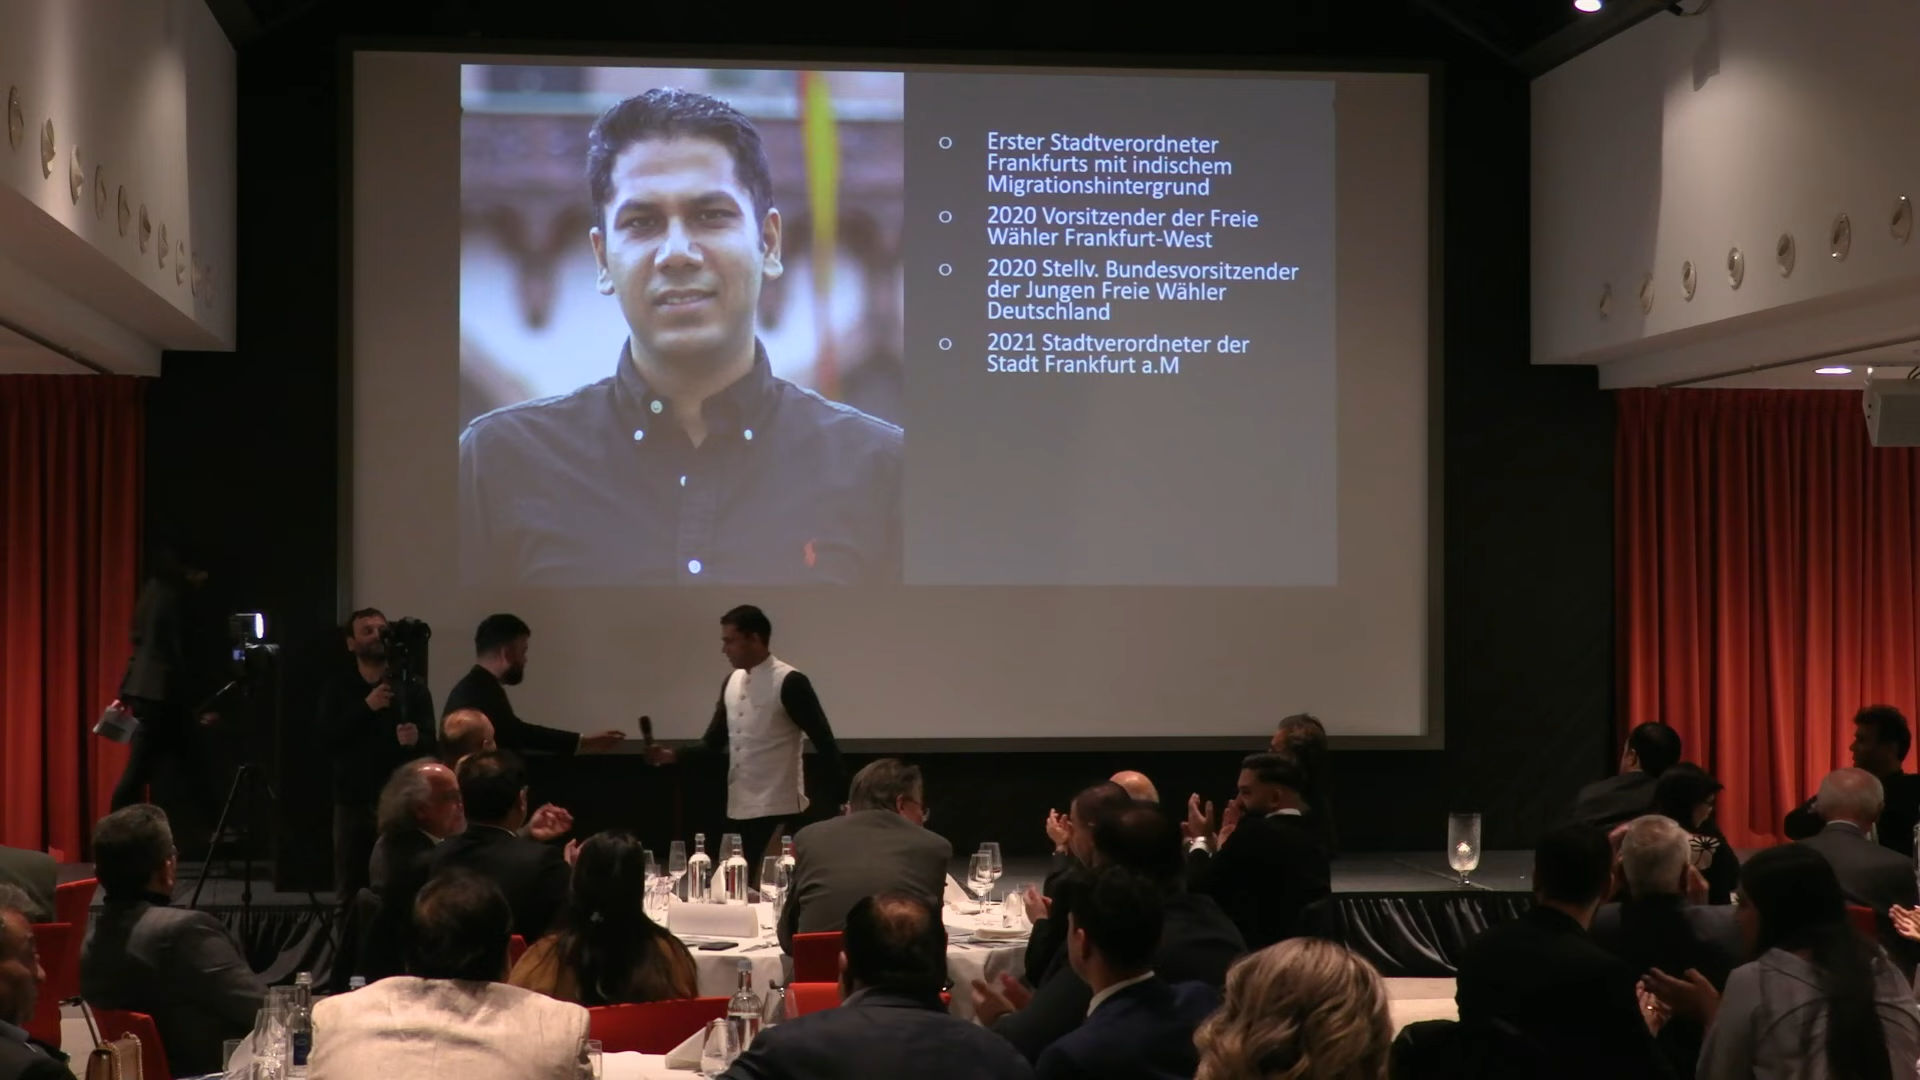 Erster Stadtverordneter
Frankfurts mit indischem
Migrationshintergrund
2020 Vorsitzender der Freie
Wähler Frankfurt-West
2020 Stellv. Bundesvorsitzender
der Jungen Freie Wähler
Deutschland
2021 Stadtverordneter der
Stadt Frankfurt a.M